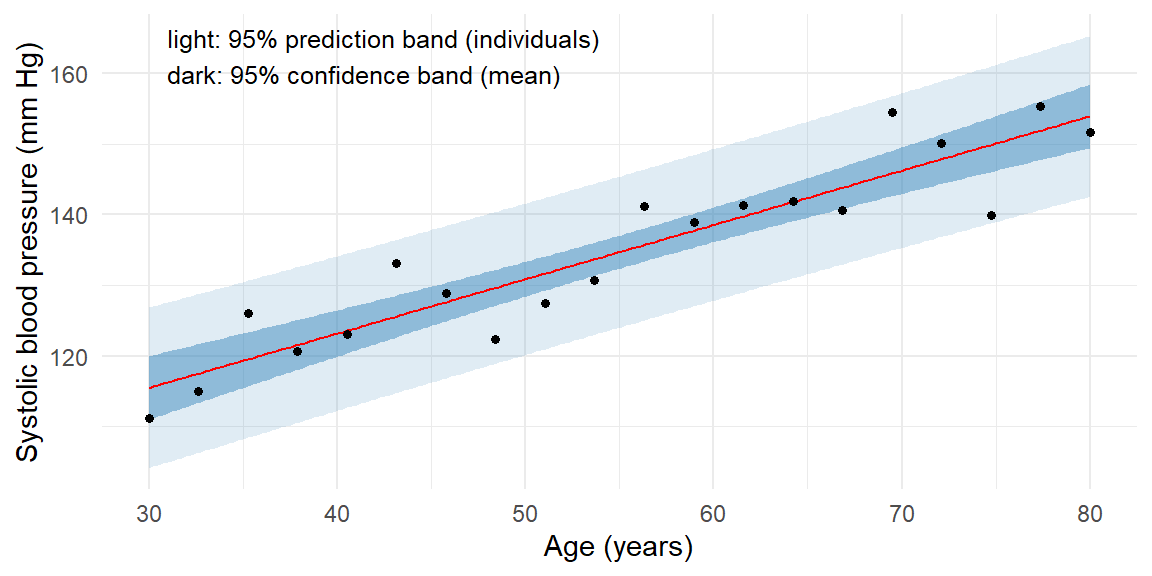 light: 95% prediction band (individuals)
dark: 95% confidence band (mean)
Systolic blood pressure (mm Hg)
160
140
120
30 40 50 60 70 80
Age (years)